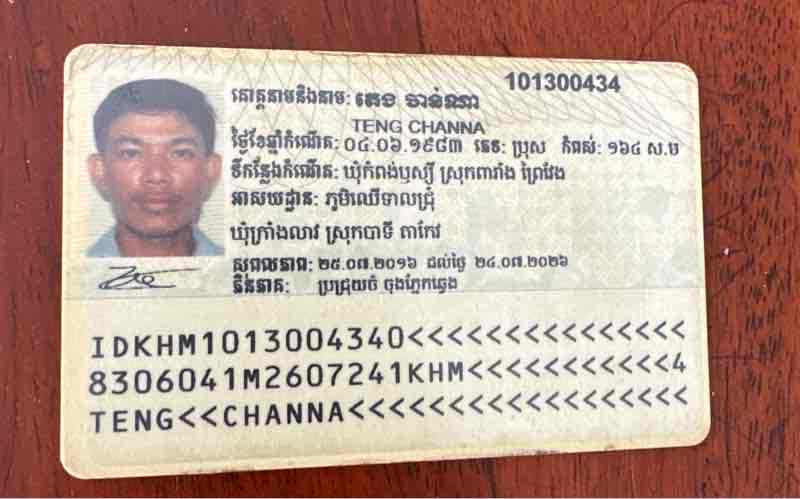 101300434
គោត្តនាមនិងនាម: តេង ចាន់ណា
TENG CHANNA
ថ្ងៃខែឆ្នាំកំណើត: ០៤.០៦.១៩៨៣ ភេទ: ប្រុស កំពស់: ១៦៤ ស.ម
ទីកន្លែងកំណើត: ឃុំកំពង់ឫស្សី ស្រុកពារាំង ព្រៃវែង
អាសយដ្ឋាន: ភូមិឈើទាលជ្រុំ
ឃុំក្រាំងលាវ ស្រុកបាទី តាកែវ
សុពលភាព: ២៥.០៧.២០១៦ ដល់ថ្ងៃ ២៤.០៧.២០២៦
ភិនភាគ: ប្រជ្រុយចំ ចុងភ្នែកឆ្វេង
IDKHM1013004340<<<<<<<<<<<<<<<
8306041M2607241KHM<<<<<<<<<<<4
TENG<<CHANNA<<<<<<<<<<<<<<<<<<